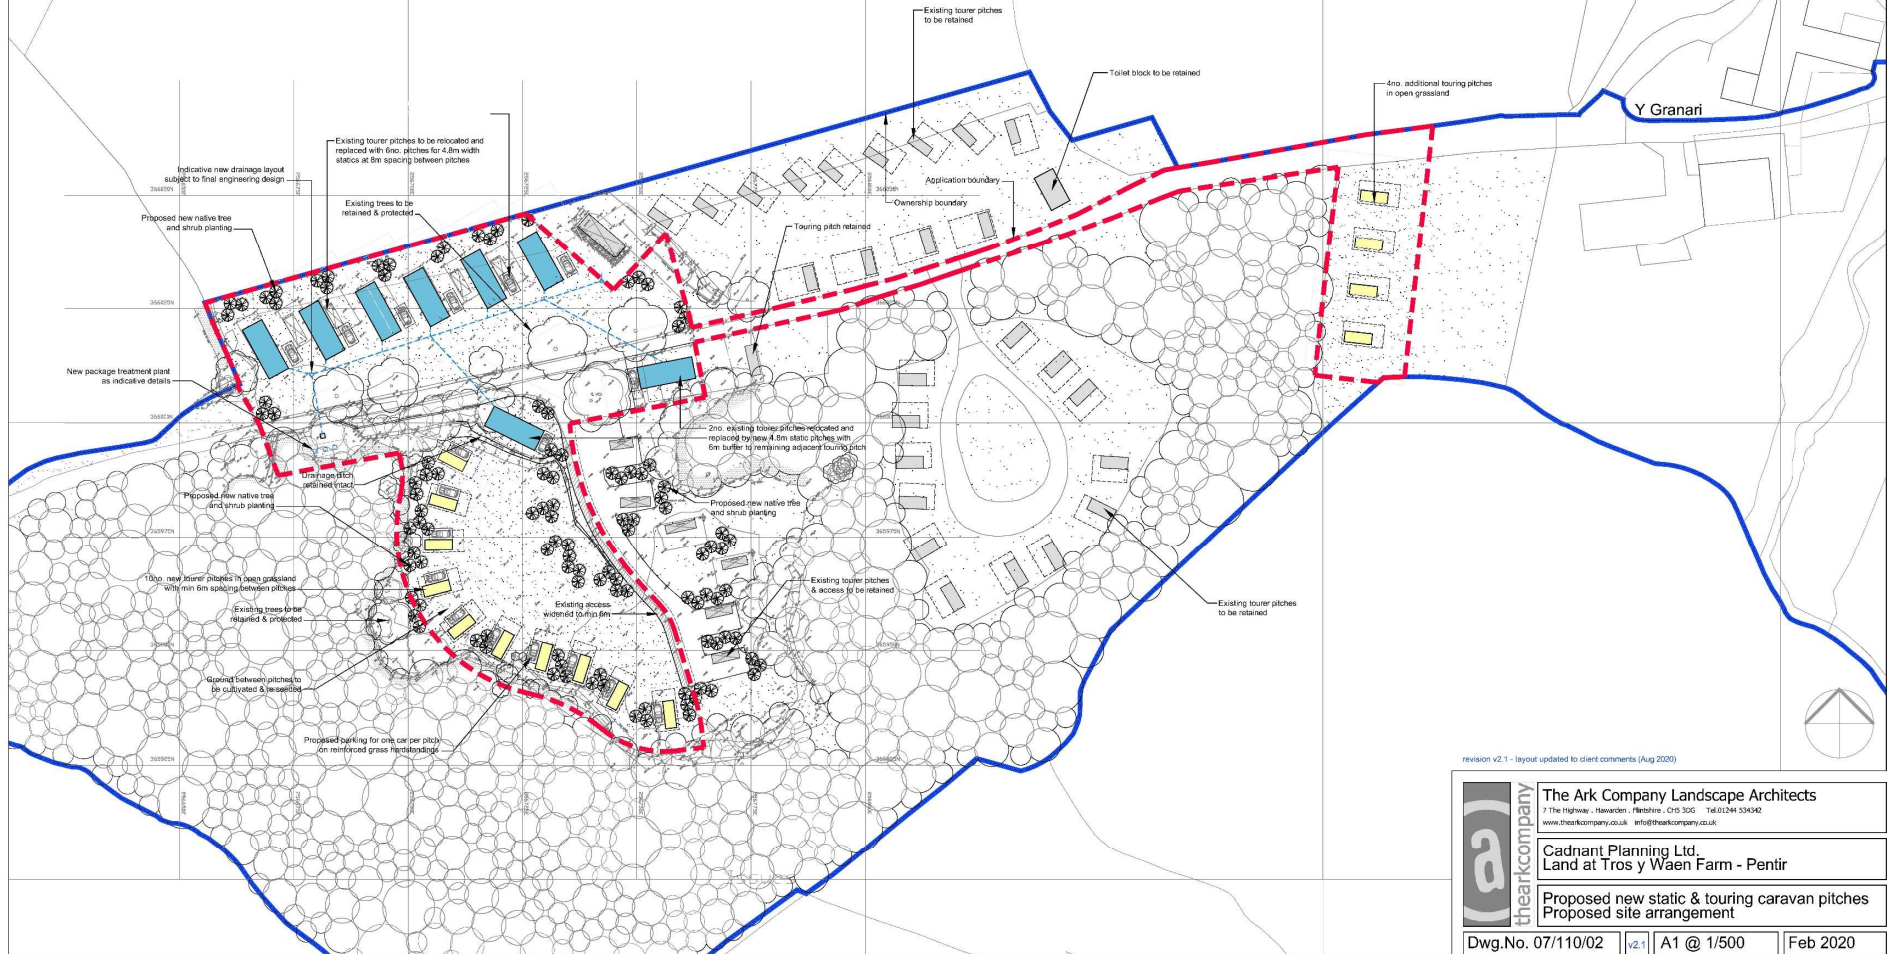 Existing tourer pitches
to be retained
Toilet block to be retained
4no. additional touring pitches
in open grassland
Y Granari
Existing tourer pitches to be relocated and
replaced with 6no. pitches for 4.8m width
statics at 8m spacing between pitches
Indicative new drainage layout
subject to final engineering design
Application boundary
Ownership boundary
Existing trees to be
retained & protected
Proposed new native tree
and shrub planting
Touring pitch retained
New package treatment plant
as indicative details
2no. existing tourer pitches relocated and
replaced by new 4.8m static pitches with
6m buffer to remaining adjacent touring pitch
Drainage ditch
retained intact
Proposed new native tree
and shrub planting
Proposed new native tree
and shrub planting
10no. new tourer pitches in open grassland
with min 6m spacing between pitches
Existing tourer pitches
& access to be retained
Existing access
widened to min 6m
Existing trees to be
retained & protected
Existing tourer pitches
to be retained
Ground between pitches to
be cultivated & re-seeded
Proposed parking for one car per pitch
on reinforced grass hardstandings
revision v2.1 - layout updated to client comments (Aug 2020)
a
thearkcompany
The Ark Company Landscape Architects
7 The Highway . Hawarden . Flintshire . CH5 3DG Tel.01244 534342
www.thearkcompany.co.uk info@thearkcompany.co.uk
Cadnant Planning Ltd.
Land at Tros y Waen Farm - Pentir
Proposed new static & touring caravan pitches
Proposed site arrangement
Dwg.No. 07/110/02 v2.1 A1 @ 1/500 Feb 2020